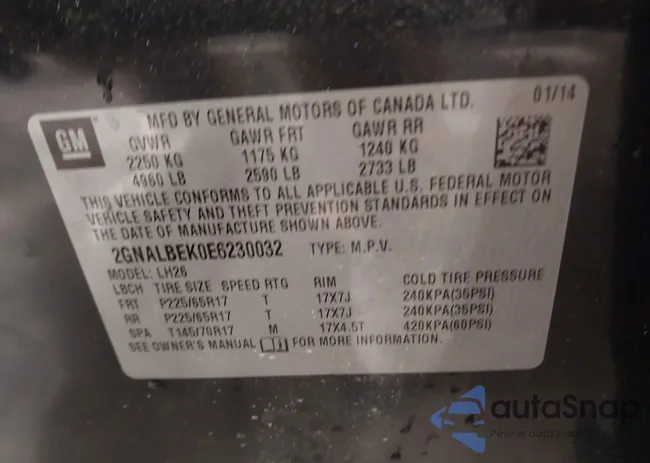 GM
MFD BY GENERAL MOTORS OF CANADA LTD. 01/14
GVWR GAWR FRT GAWR RR
2250 KG 1175 KG 1240 KG
4960 LB 2590 LB 2733 LB
THIS VEHICLE CONFORMS TO ALL APPLICABLE U.S. FEDERAL MOTOR
VEHICLE SAFETY AND THEFT PREVENTION STANDARDS IN EFFECT ON
THE DATE OF MANUFACTURE SHOWN ABOVE.
2GNALBEK0E6230032 TYPE: M.P.V.
MODEL: LH26
LBCH TIRE SIZE SPEED RTG RIM COLD TIRE PRESSURE
FRT P225/65R17 T 17X7J 240KPA(35PSI)
RR P225/65R17 T 17X7J 240KPA(35PSI)
SPA T145/70R17 M 17X4.5T 420KPA(60PSI)
SEE OWNER'S MANUAL FOR MORE INFORMATION.
autaSnap
Pewne auta z aukcji